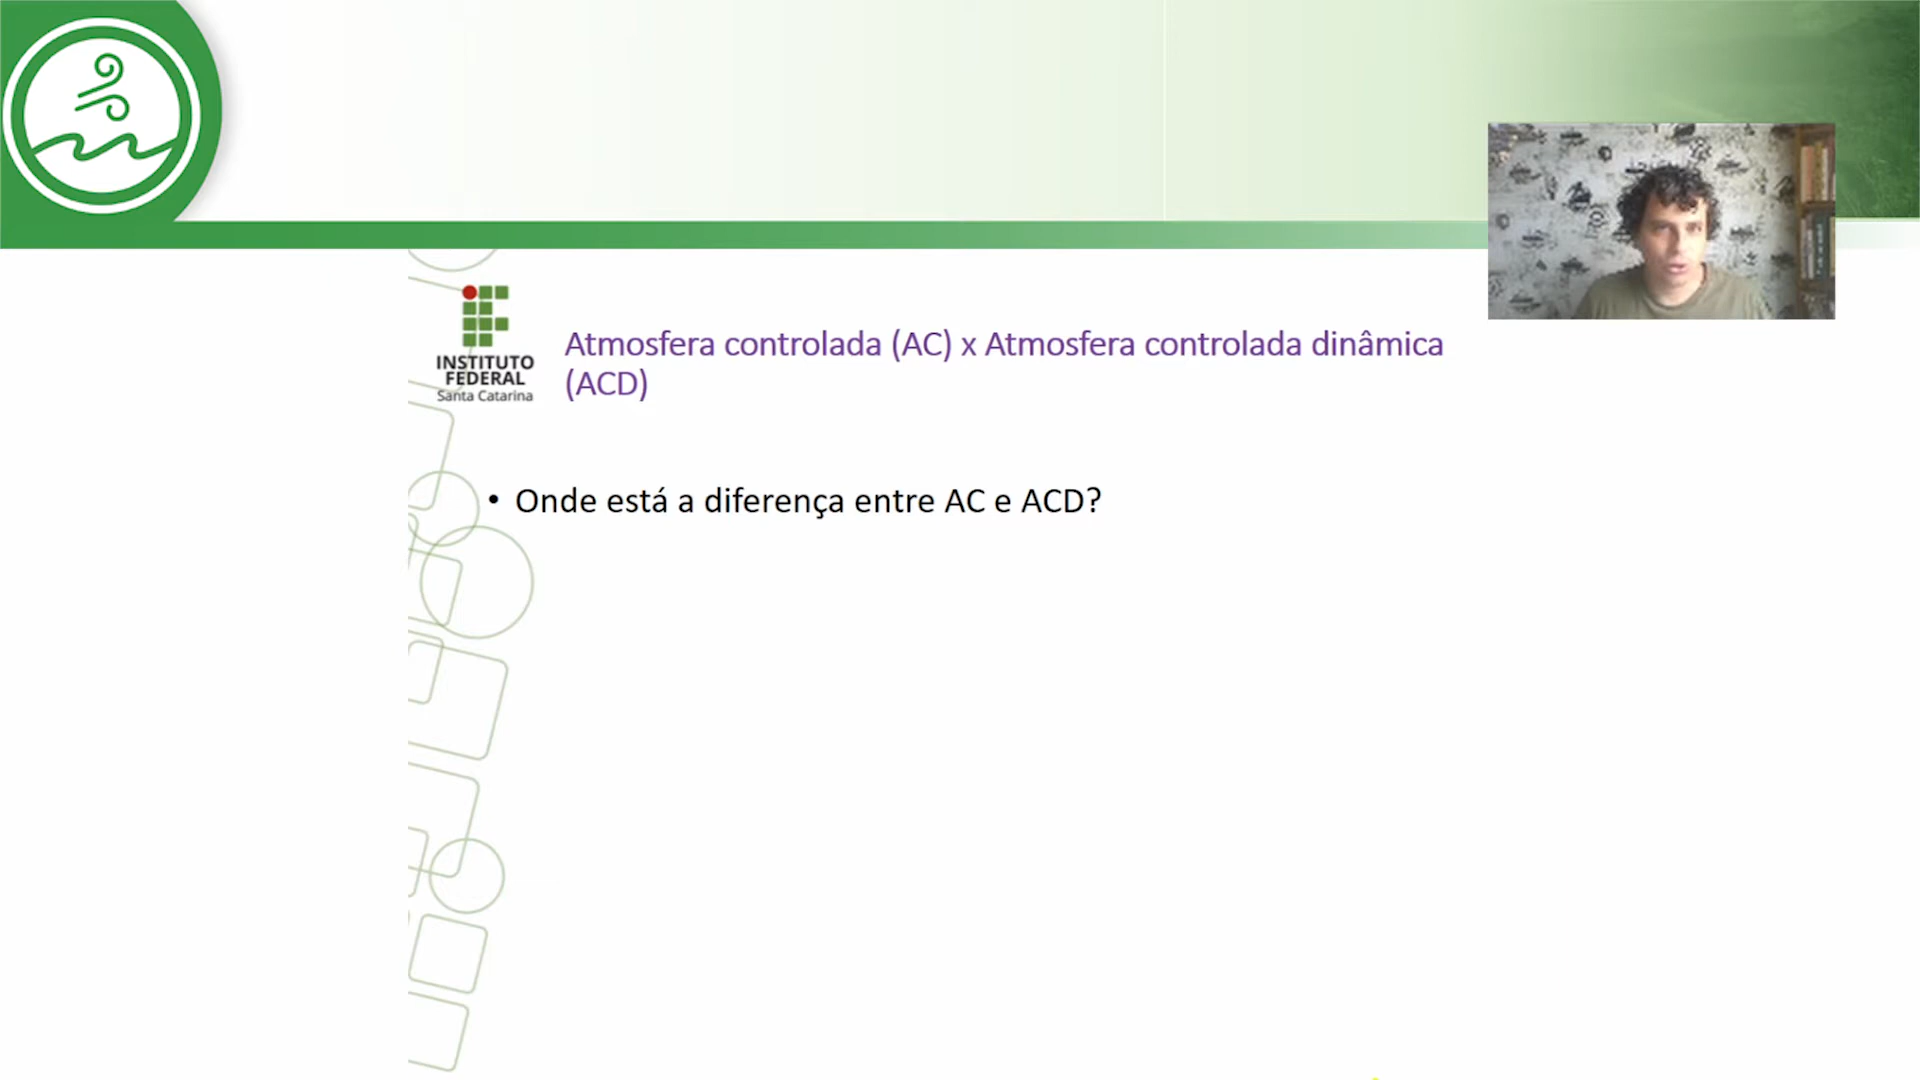 INSTITUTO
FEDERAL
Santa Catarina
Atmosfera controlada (AC) x Atmosfera controlada dinâmica
(ACD)
• Onde está a diferença entre AC e ACD?